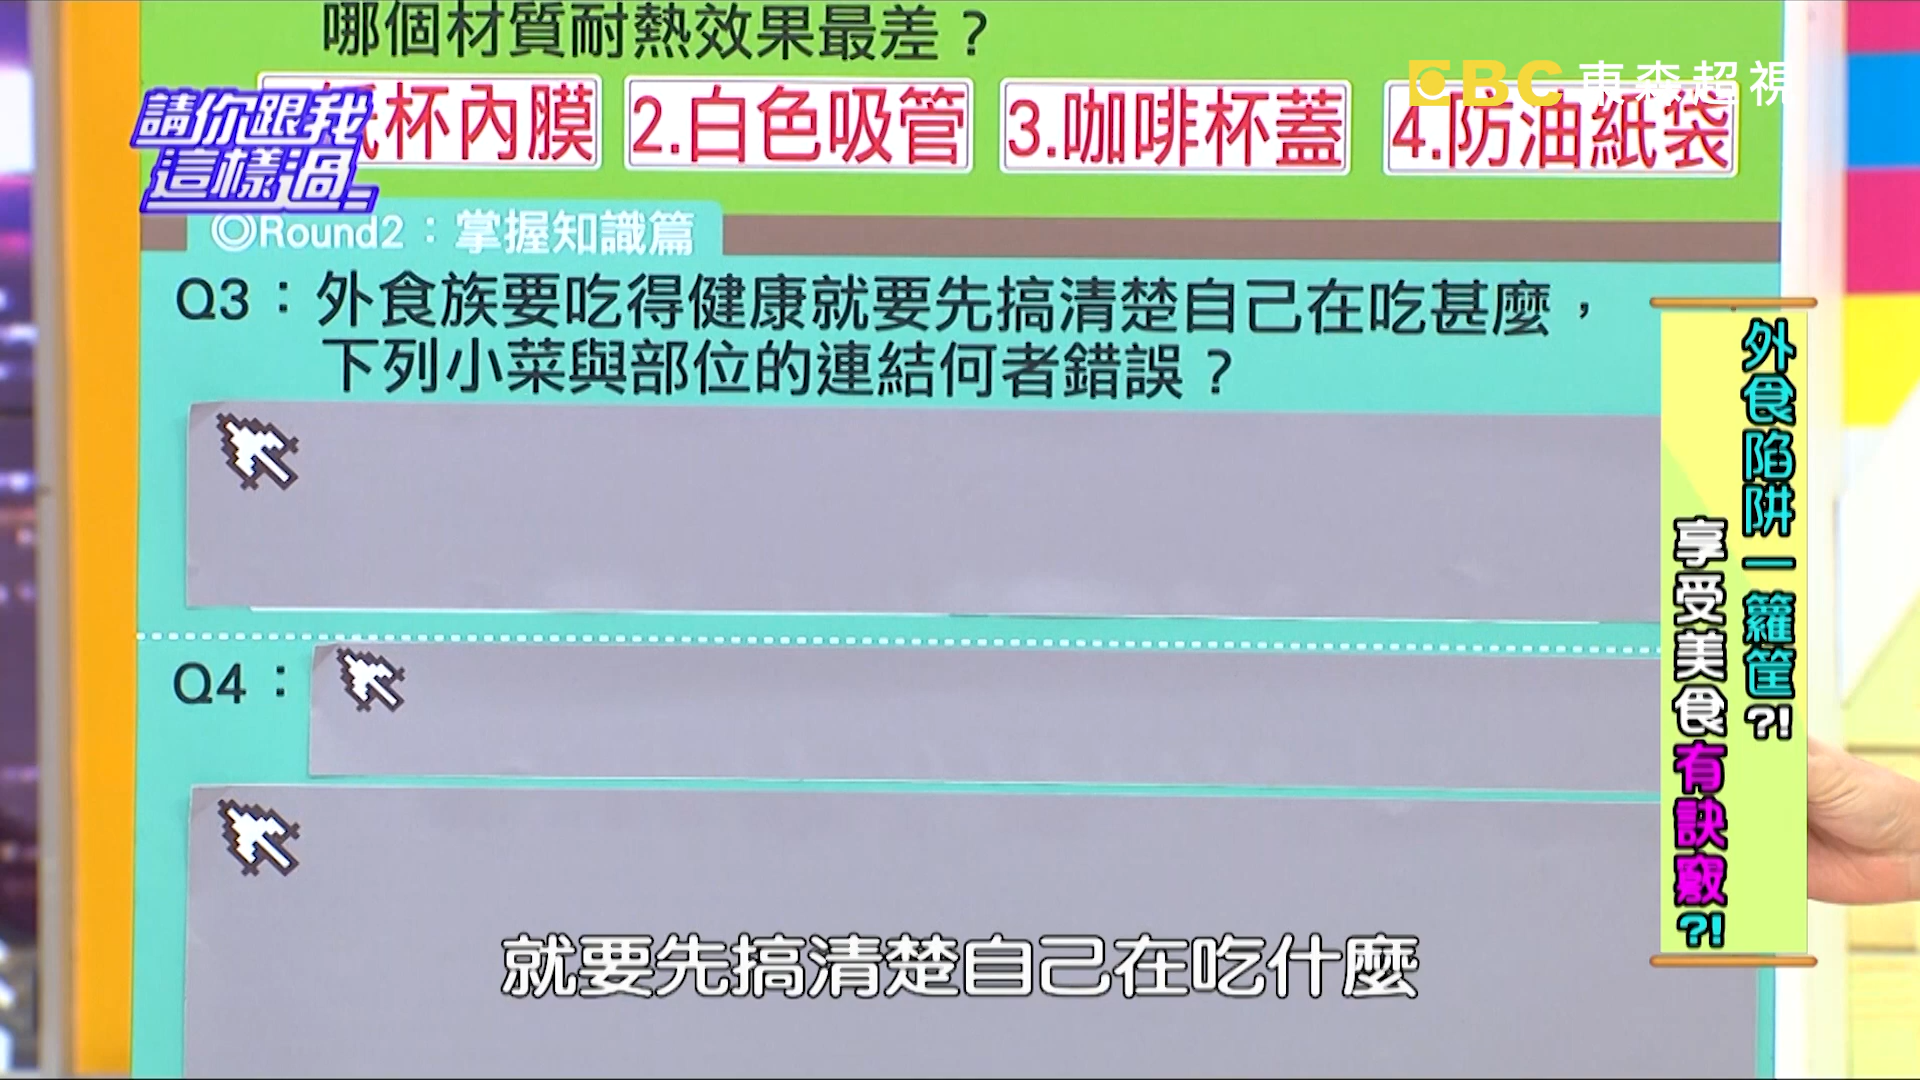 哪個材質耐熱效果最差？
紙杯內膜
2.白色吸管
3.咖啡杯蓋
4.防油紙袋
EBC 東森超視
請你跟我
這樣過
◎Round2：掌握知識篇
Q3：外食族要吃得健康就要先搞清楚自己在吃甚麼，
下列小菜與部位的連結何者錯誤？
Q4：
外食陷阱一籮筐?!
享受美食有訣竅?!
就要先搞清楚自己在吃什麼